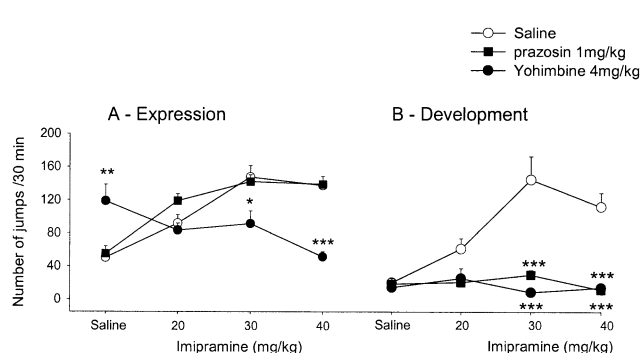 Saline
prazosin 1mg/kg
Yohimbine 4mg/kg
A - Expression
B - Development
Number of jumps /30 min
200
160
120
80
40
0
**
*
***
***
***
***
***
Saline
20
30
40
Imipramine (mg/kg)
Saline
20
30
40
Imipramine (mg/kg)